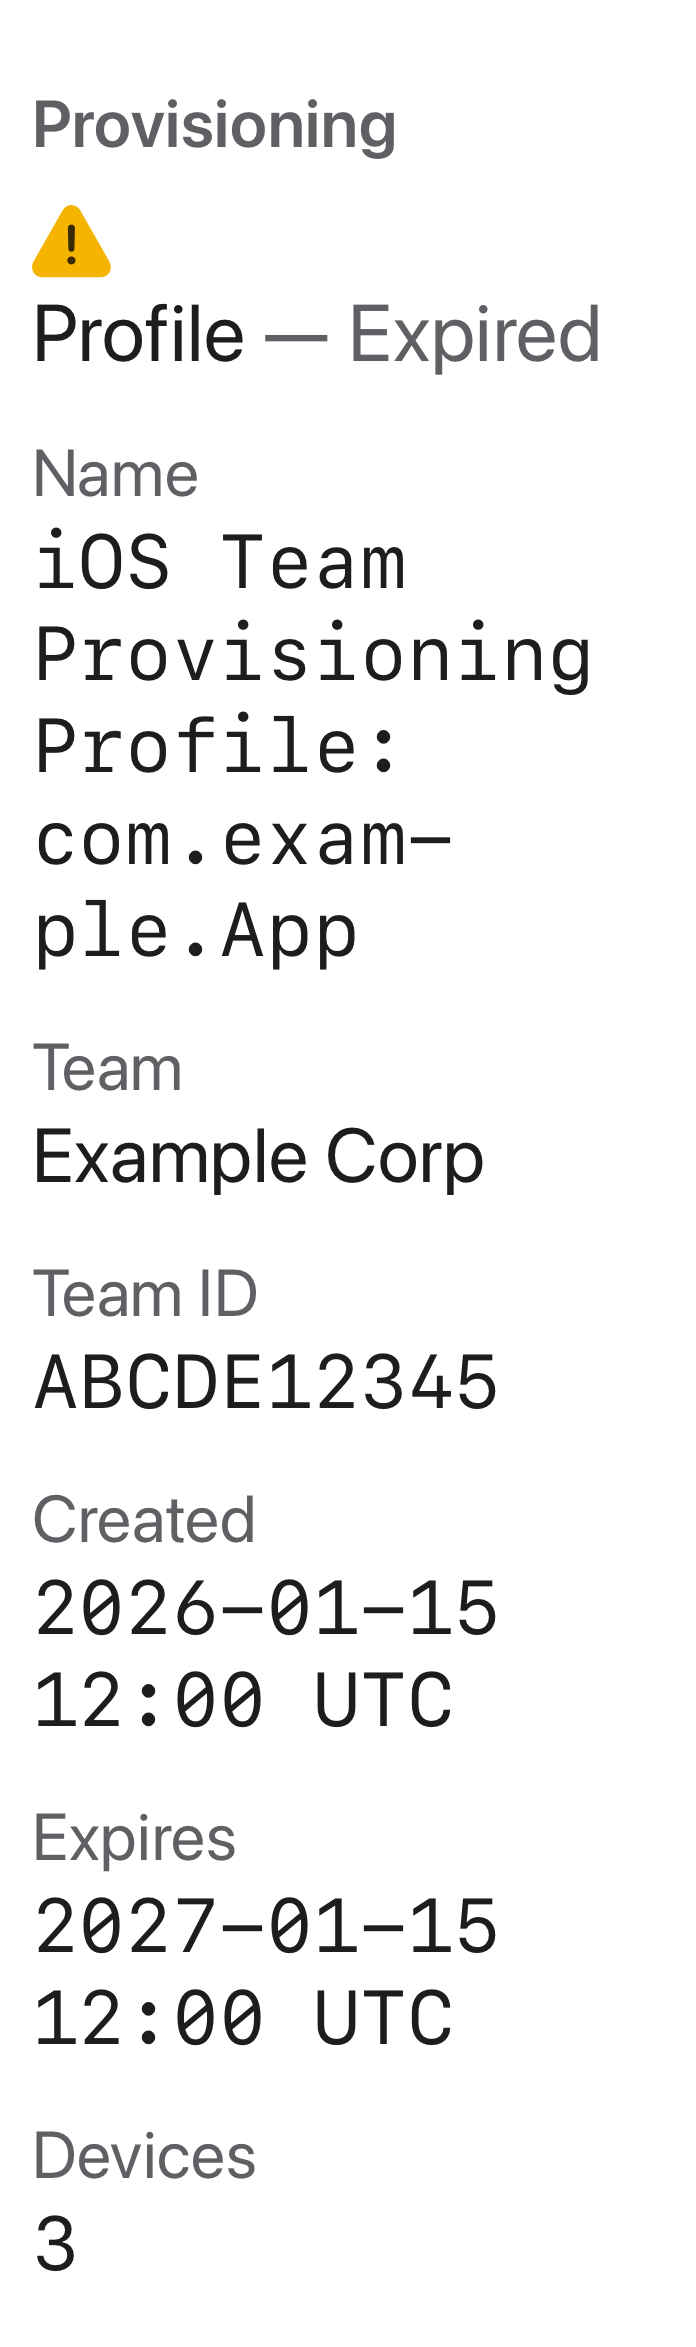 Provisioning
Profile — Expired
Name
iOS Team
Provisioning
Profile:
com.exam-
ple.App
Team
Example Corp
Team ID
ABCDE12345
Created
2026-01-15
12:00 UTC
Expires
2027-01-15
12:00 UTC
Devices
3